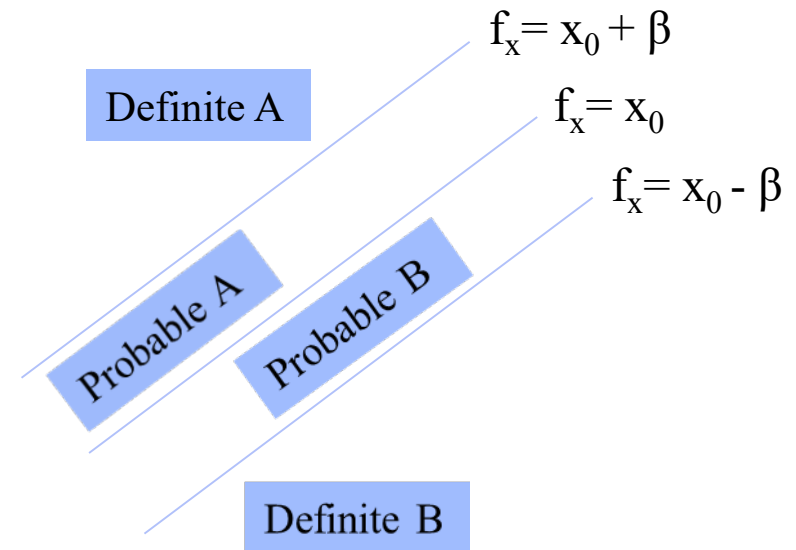 fₓ= x₀ + β
Definite A
fₓ= x₀
fₓ= x₀ - β
Probable A
Probable B
Definite B